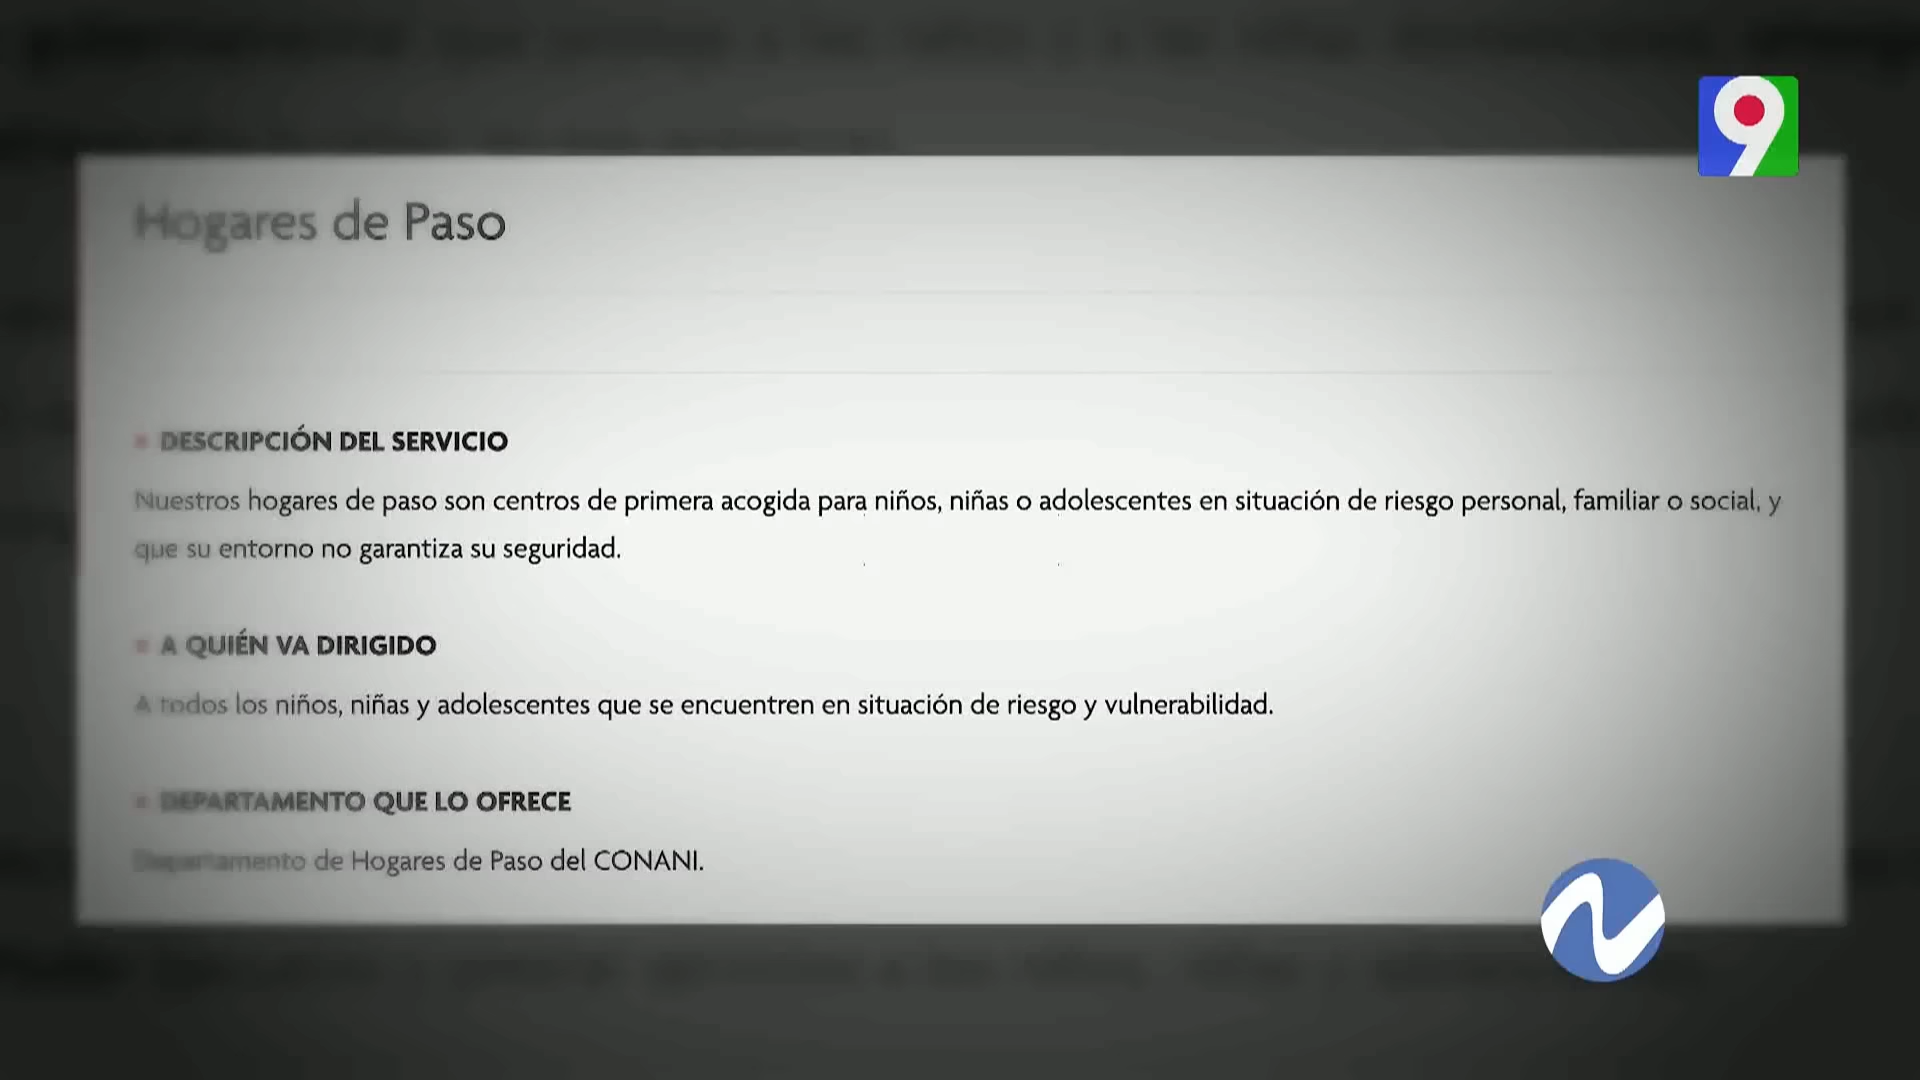 9
Hogares de Paso
DESCRIPCIÓN DEL SERVICIO
Nuestros hogares de paso son centros de primera acogida para niños, niñas o adolescentes en situación de riesgo personal, familiar o social, y
que su entorno no garantiza su seguridad.
A QUIÉN VA DIRIGIDO
A todos los niños, niñas y adolescentes que se encuentren en situación de riesgo y vulnerabilidad.
DEPARTAMENTO QUE LO OFRECE
Departamento de Hogares de Paso del CONANI.